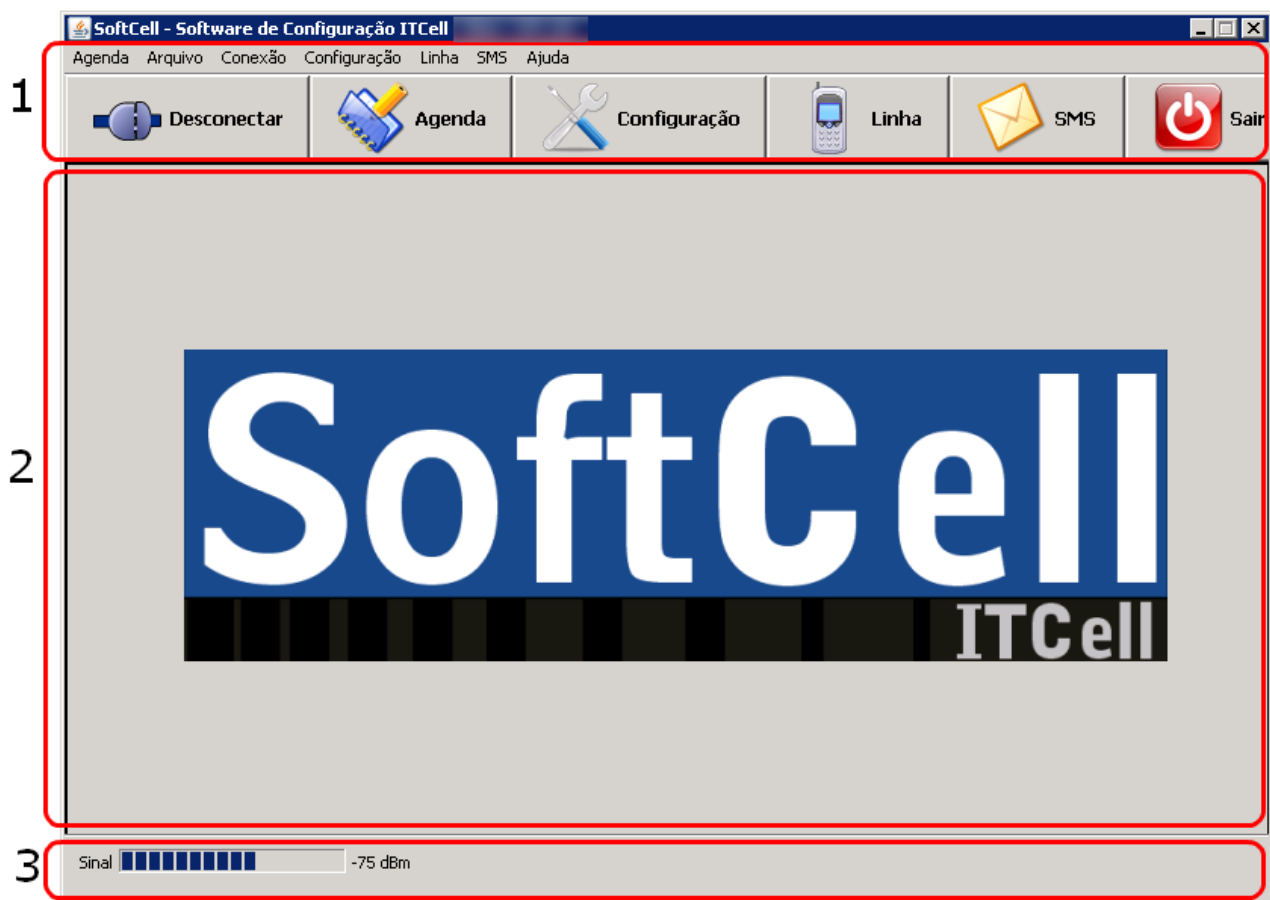 SoftCell - Software de Configuração ITCell
Agenda Arquivo Conexão Configuração Linha SMS Ajuda
1
Desconectar Agenda Configuração Linha SMS Sair
2
SoftCell
ITCell
3
Sinal -75 dBm